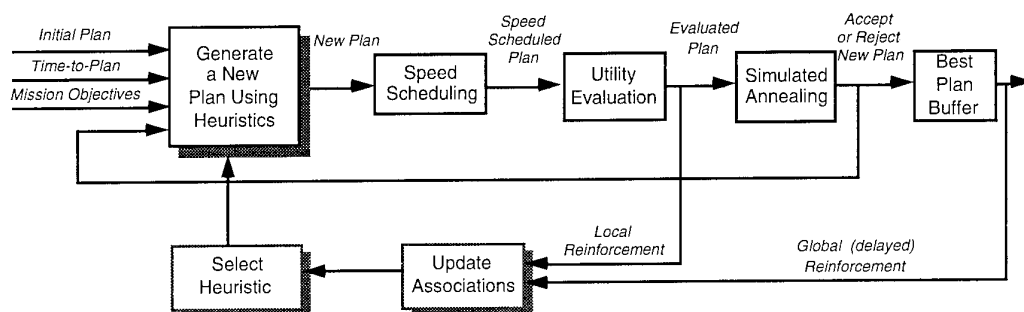 Initial Plan
Time-to-Plan
Mission Objectives
Generate
a New
Plan Using
Heuristics
New Plan
Speed
Scheduling
Speed
Scheduled
Plan
Utility
Evaluation
Evaluated
Plan
Simulated
Annealing
Accept
or Reject
New Plan
Best
Plan
Buffer
Local
Reinforcement
Global (delayed)
Reinforcement
Update
Associations
Select
Heuristic